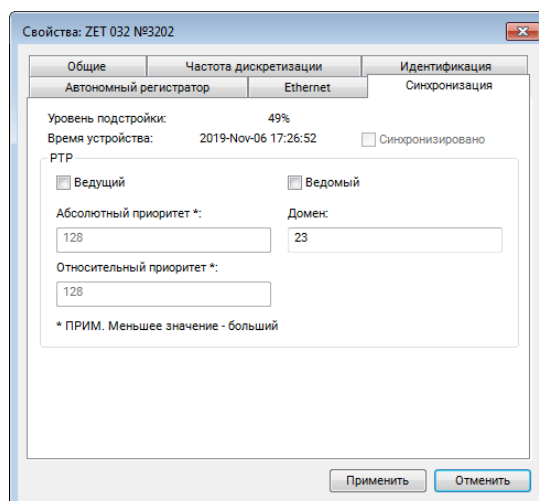 Свойства: ZET 032 №3202
Общие Частота дискретизации Идентификация
Автономный регистратор Ethernet Синхронизация
Уровень подстройки: 49%
Время устройства: 2019-Nov-06 17:26:52 Синхронизировано
PTP
Ведущий Ведомый
Абсолютный приоритет *: Домен:
128 23
Относительный приоритет *:
128
* ПРИМ. Меньшее значение - больший
Применить Отменить